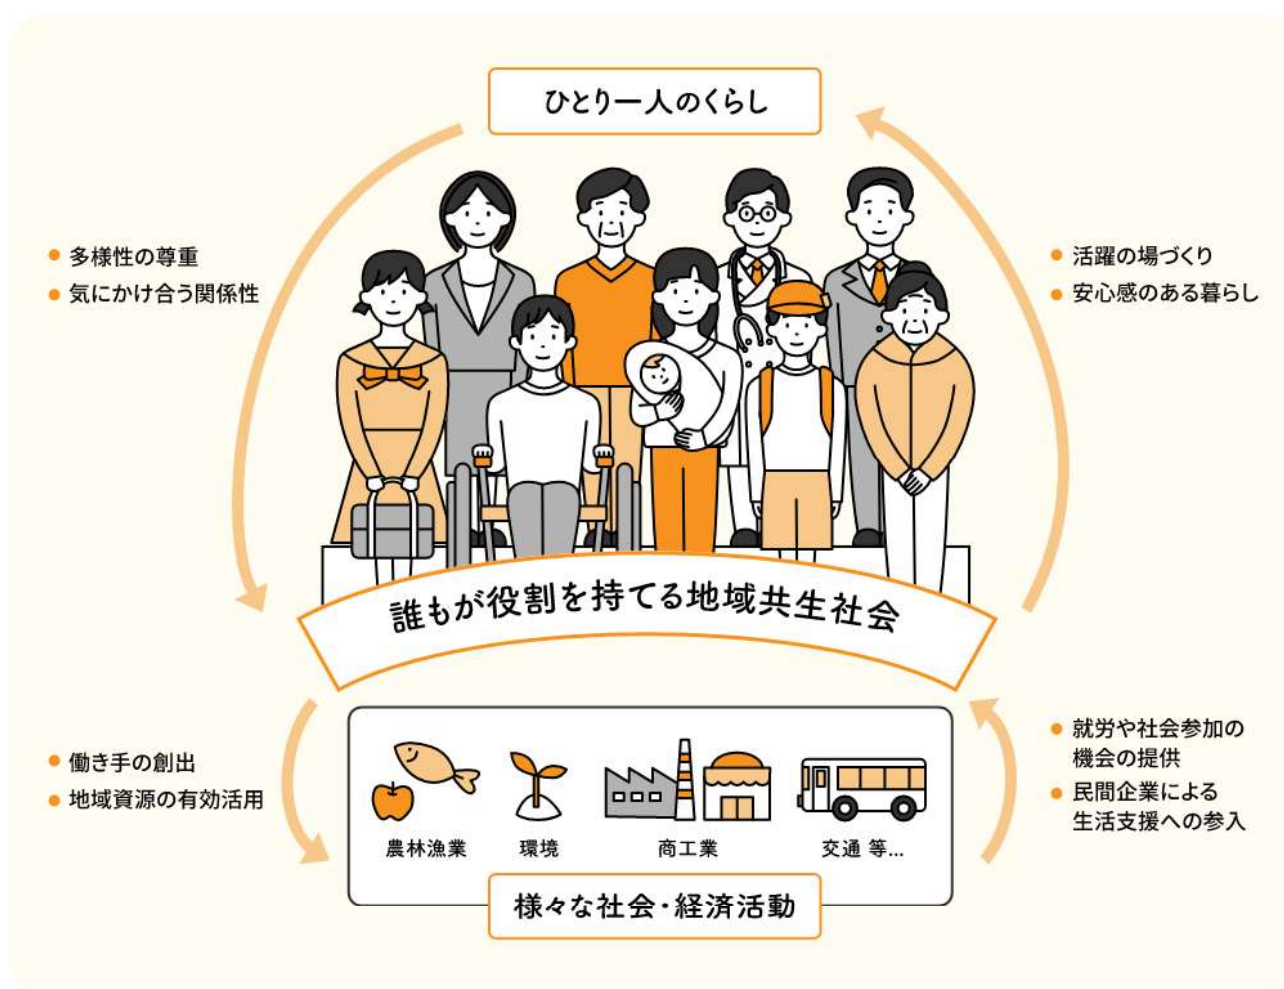 ひとり一人のくらし
多様性の尊重
気にかけ合う関係性
活躍の場づくり
安心感のある暮らし
誰もが役割を持てる地域共生社会
働き手の創出
地域資源の有効活用
就労や社会参加の
機会の提供
民間企業による
生活支援への参入
農林漁業
環境
商工業
交通 等...
様々な社会・経済活動